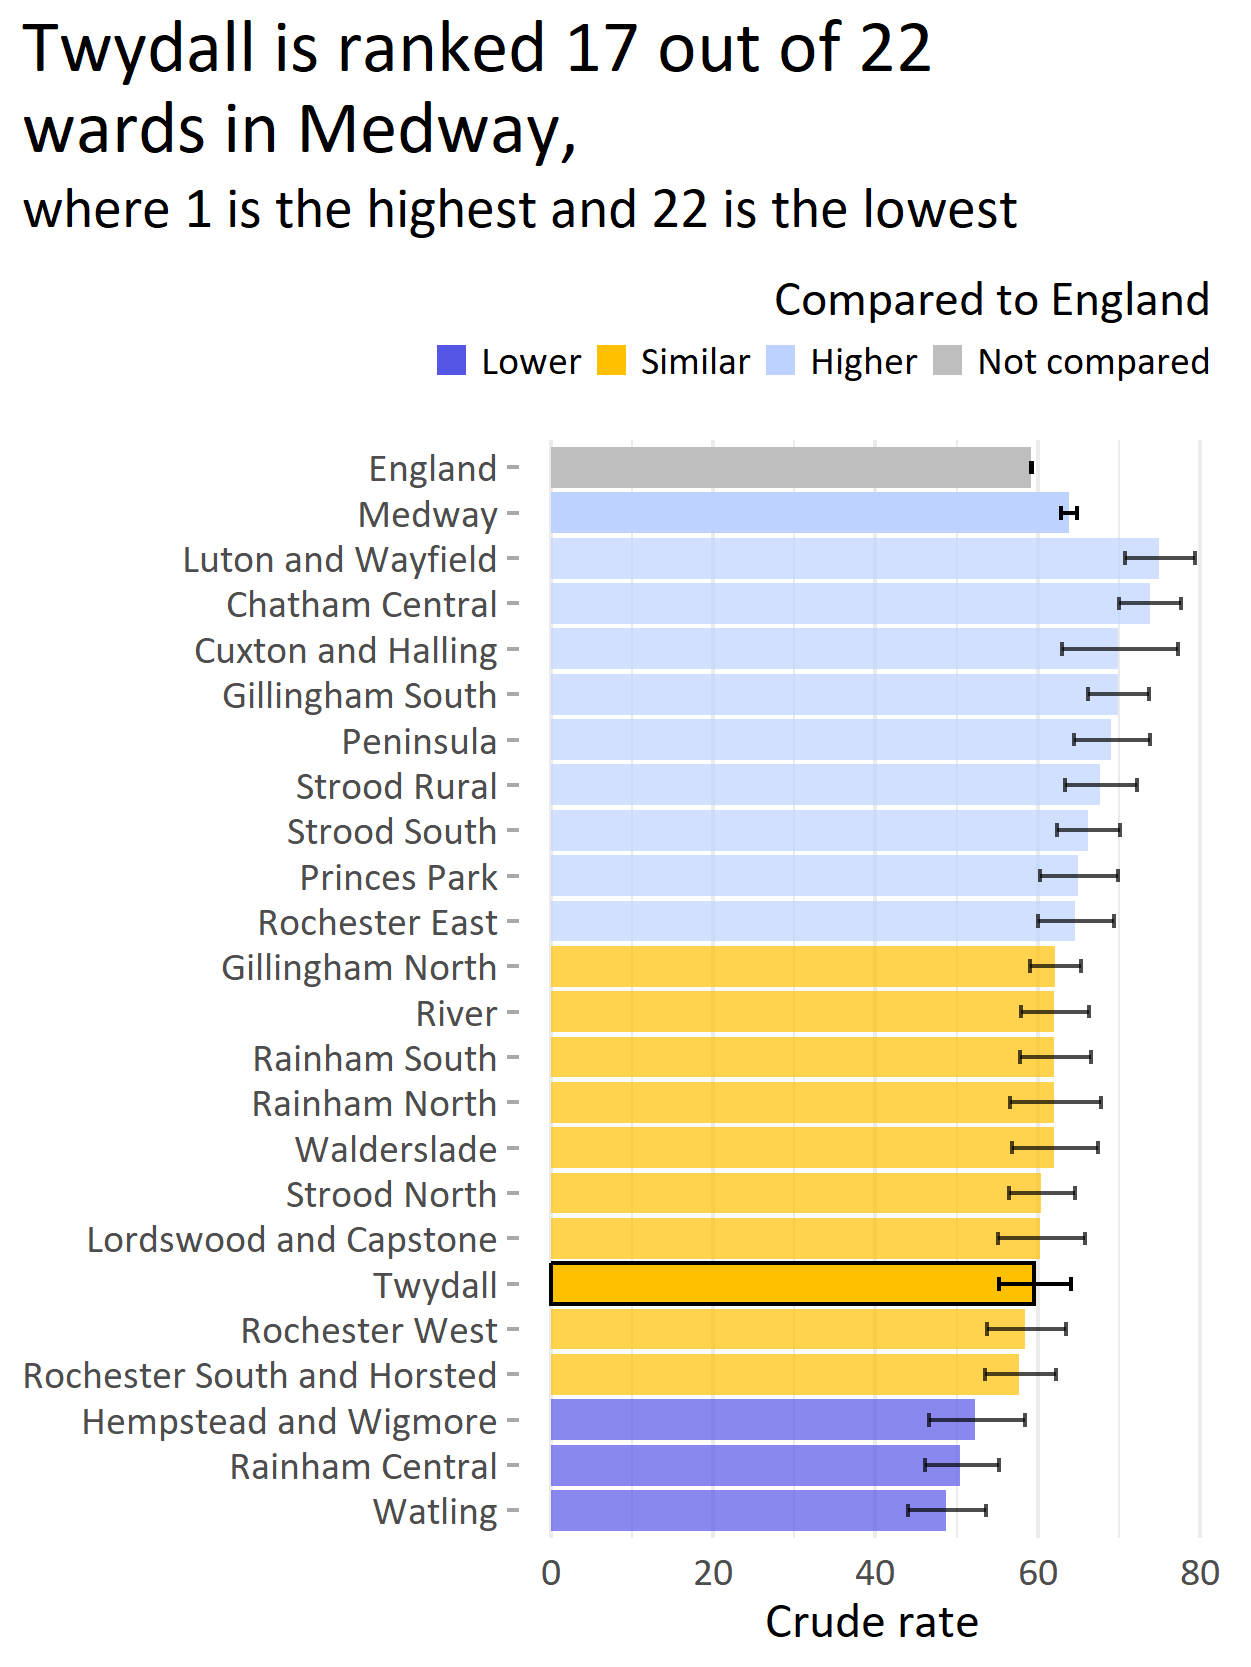 Twydall is ranked 17 out of 22
wards in Medway,
where 1 is the highest and 22 is the lowest
Compared to England
Lower Similar Higher Not compared
England
Medway
Luton and Wayfield
Chatham Central
Cuxton and Halling
Gillingham South
Peninsula
Strood Rural
Strood South
Princes Park
Rochester East
Gillingham North
River
Rainham South
Rainham North
Walderslade
Strood North
Lordswood and Capstone
Twydall
Rochester West
Rochester South and Horsted
Hempstead and Wigmore
Rainham Central
Watling
0 20 40 60 80
Crude rate